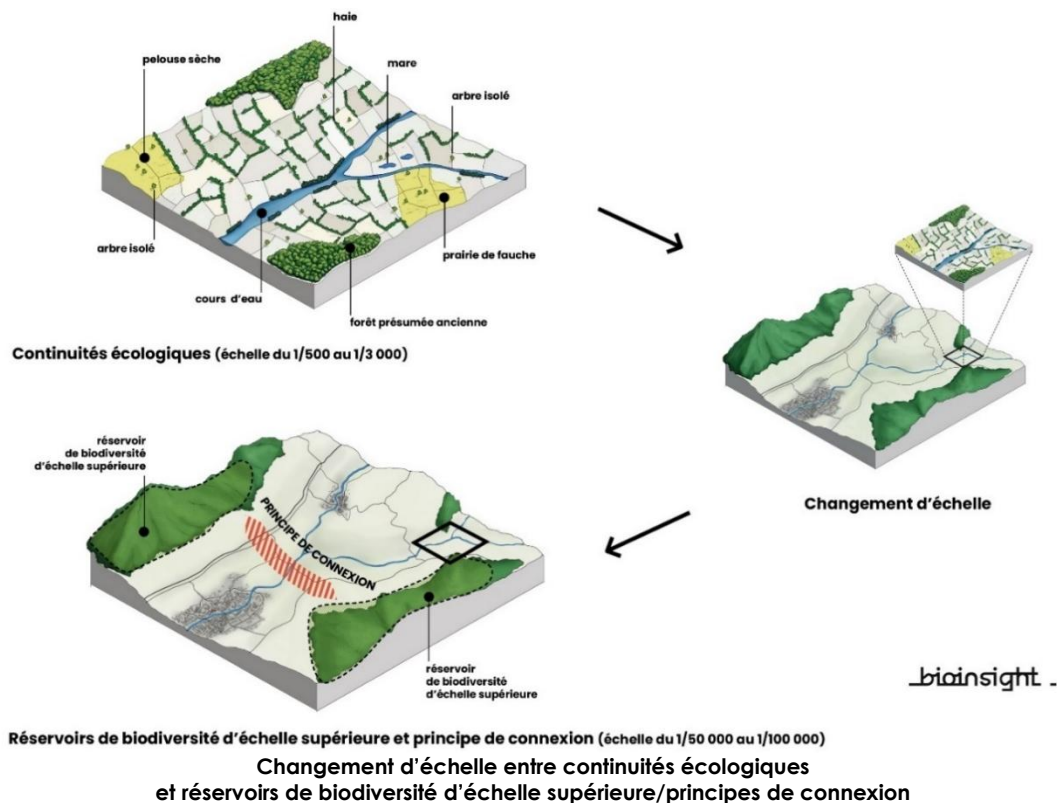 haie
pelouse sèche
mare
arbre isolé
arbre isolé
prairie de fauche
cours d'eau
forêt présumée ancienne
Continuités écologiques (échelle du 1/500 au 1/3 000)
Changement d'échelle
réservoir
de biodiversité
d'échelle supérieure
PRINCIPE DE CONNEXION
réservoir
de biodiversité
d'échelle supérieure
_bioinsight_
Réservoirs de biodiversité d'échelle supérieure et principe de connexion (échelle du 1/50 000 au 1/100 000)
Changement d'échelle entre continuités écologiques
et réservoirs de biodiversité d'échelle supérieure/principes de connexion